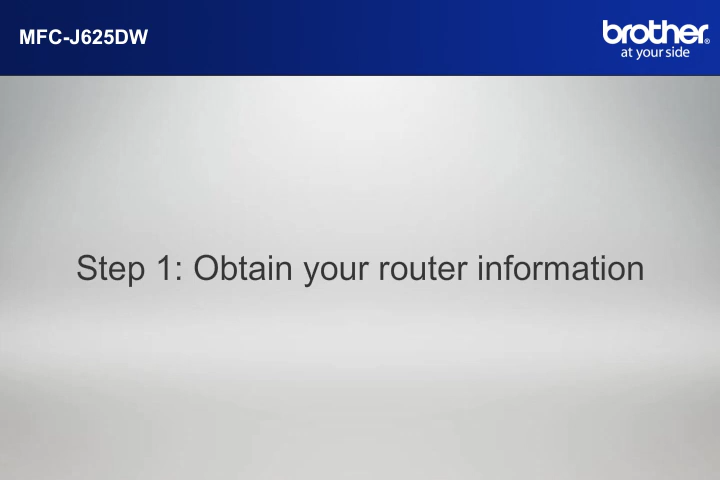 MFC-J625DW
brother®
at your side
Step 1: Obtain your router information